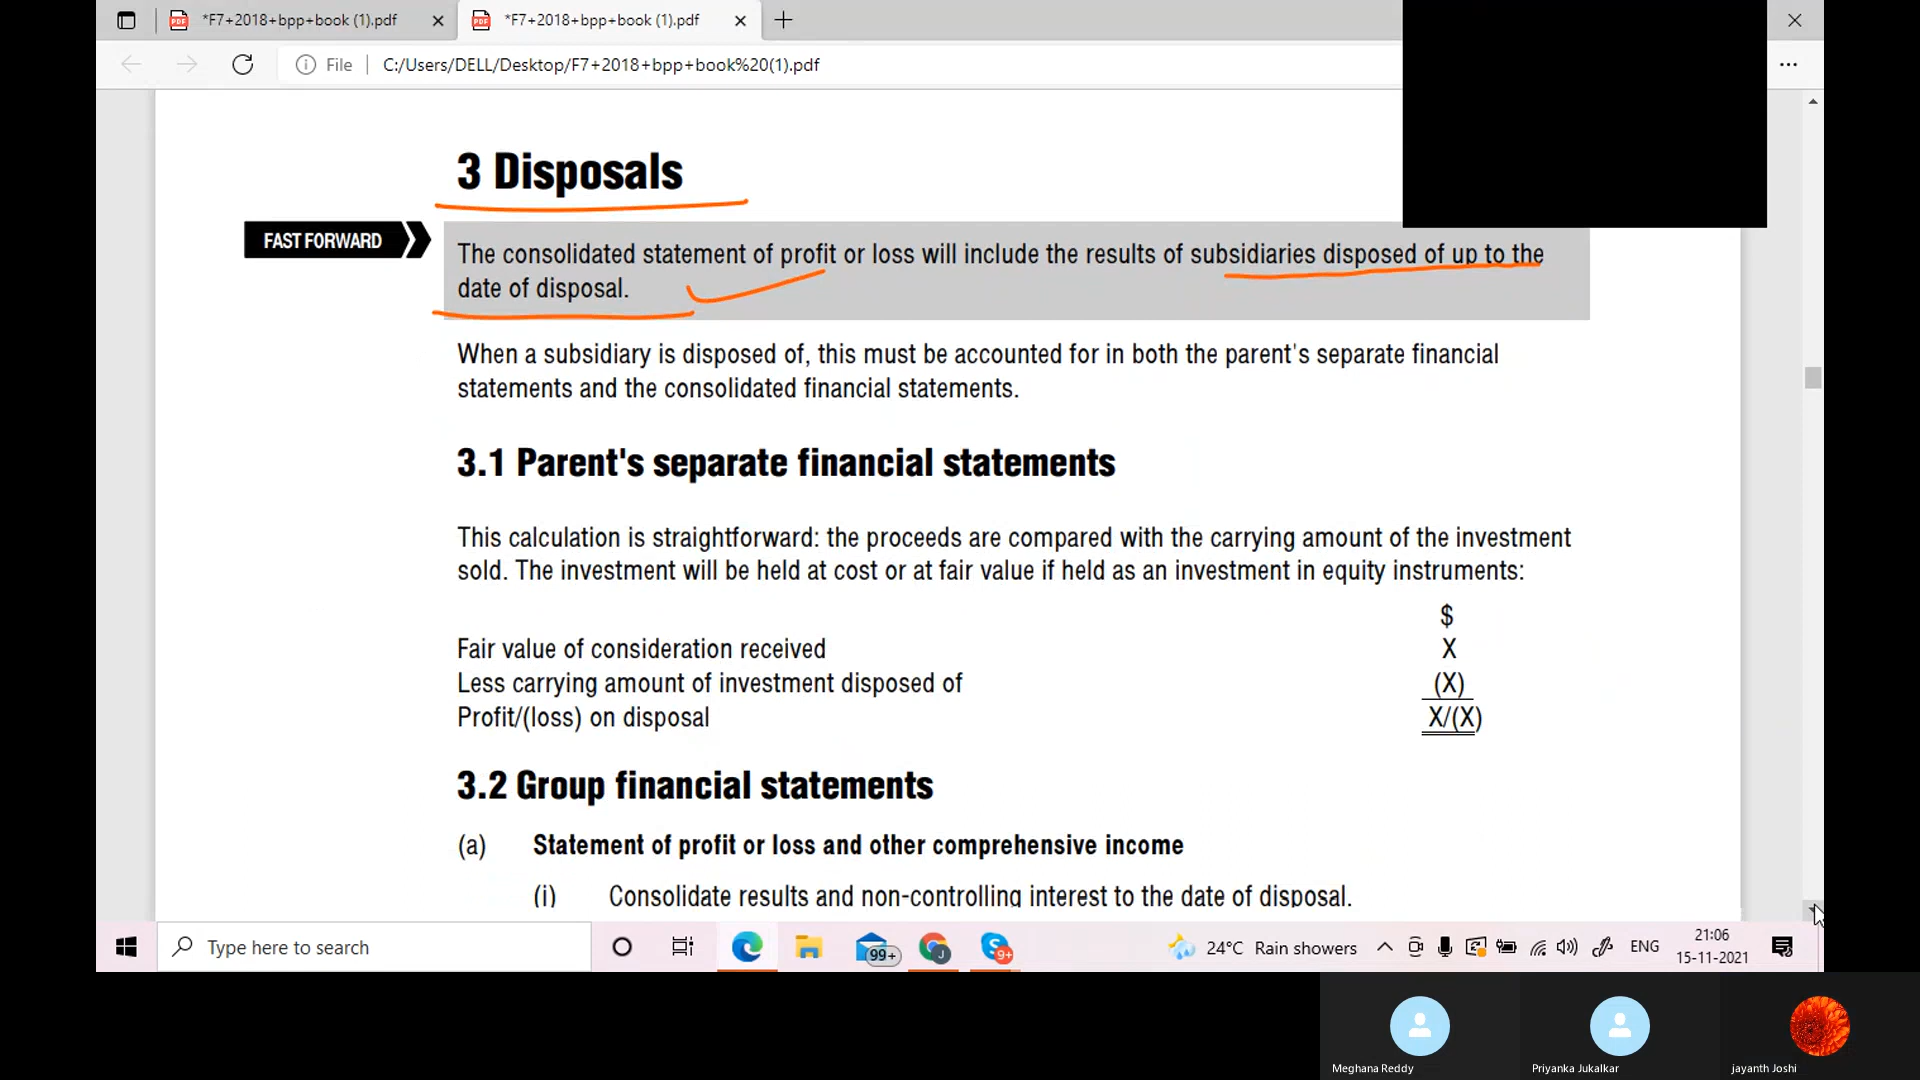 *F7+2018+bpp+book (1).pdf
*F7+2018+bpp+book (1).pdf
File
C:/Users/DELL/Desktop/F7+2018+bpp+book%20(1).pdf
3 Disposals
FAST FORWARD
The consolidated statement of profit or loss will include the results of subsidiaries disposed of up to the
date of disposal.
When a subsidiary is disposed of, this must be accounted for in both the parent's separate financial
statements and the consolidated financial statements.
3.1 Parent's separate financial statements
This calculation is straightforward: the proceeds are compared with the carrying amount of the investment
sold. The investment will be held at cost or at fair value if held as an investment in equity instruments:
$
Fair value of consideration received X
Less carrying amount of investment disposed of (X)
Profit/(loss) on disposal X/(X)
3.2 Group financial statements
(a) Statement of profit or loss and other comprehensive income
(i) Consolidate results and non-controlling interest to the date of disposal.
Type here to search
99+
J
9+
24°C Rain showers
ENG
21:06
15-11-2021
Meghana Reddy
Priyanka Jukalkar
jayanth Joshi